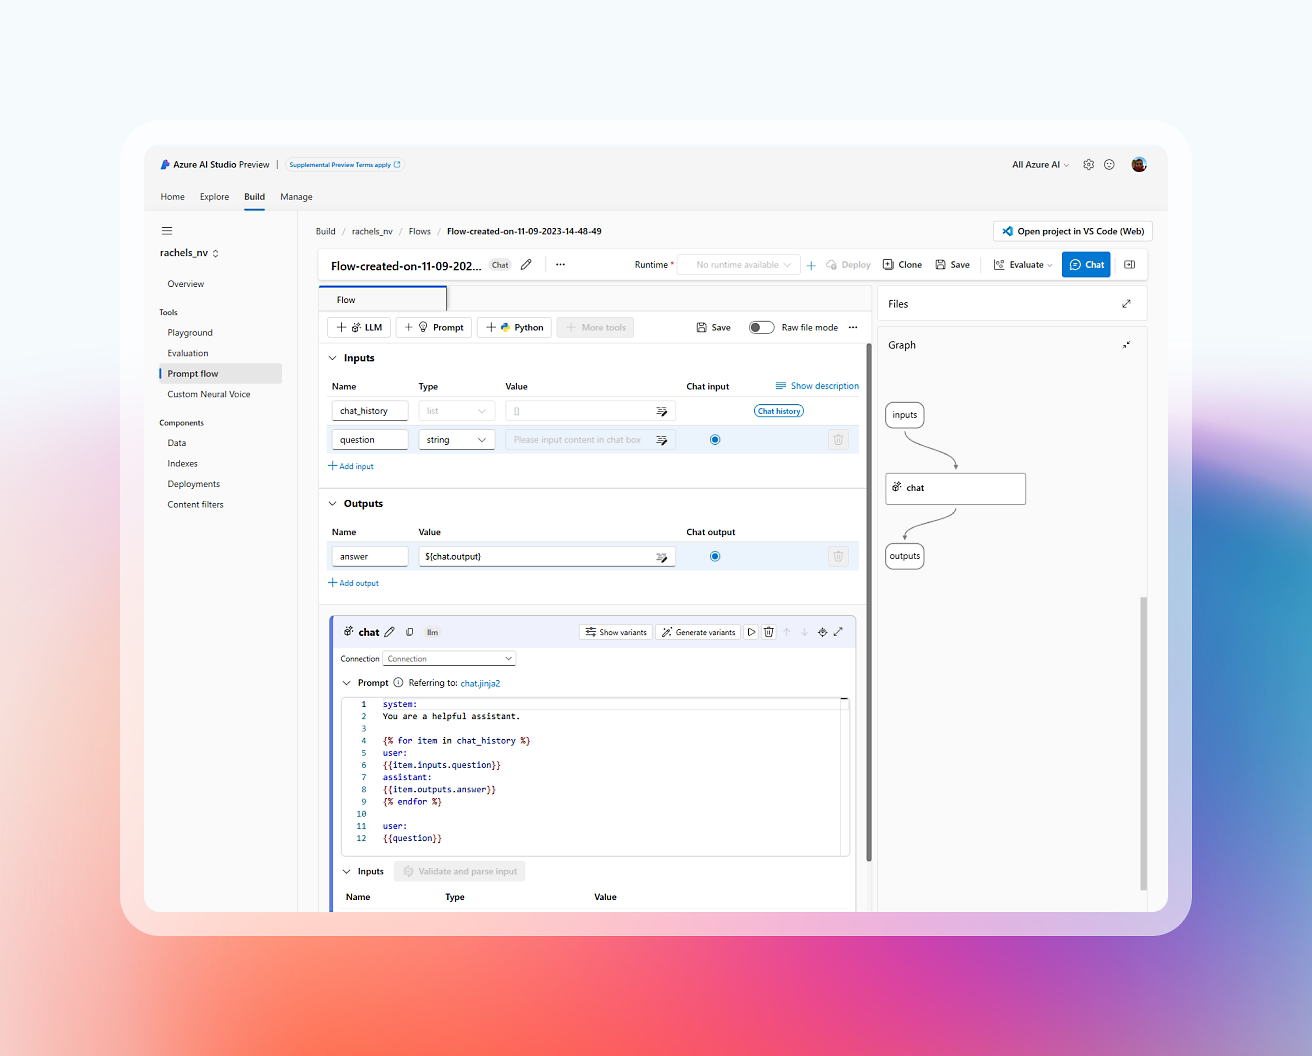 Azure AI Studio Preview | Supplemental Preview Terms apply
All Azure AI
Home Explore Build Manage
rachels_nv
Overview
Tools
Playground
Evaluation
Prompt flow
Custom Neural Voice
Components
Data
Indexes
Deployments
Content filters
Build / rachels_nv / Flows / Flow-created-on-11-09-2023-14-48-49
Open project in VS Code (Web)
Flow-created-on-11-09-202... Chat ...
Runtime * No runtime available + Deploy Clone Save Evaluate Chat
Flow
+ LLM + Prompt + Python + More tools Save Raw file mode ...
Inputs
Name Type Value Chat input Show description
chat_history list [] Chat history
question string Please input content in chat box
+ Add input
Outputs
Name Value Chat output
answer ${chat.output}
+ Add output
chat llm Show variants Generate variants
Connection Connection
Prompt Referring to: chat.jinja2
1 system:
2 You are a helpful assistant.
3
4 {% for item in chat_history %}
5 user:
6 {{item.inputs.question}}
7 assistant:
8 {{item.outputs.answer}}
9 {% endfor %}
10
11 user:
12 {{question}}
Inputs Validate and parse input
Name Type Value
Files
Graph
inputs
chat
outputs